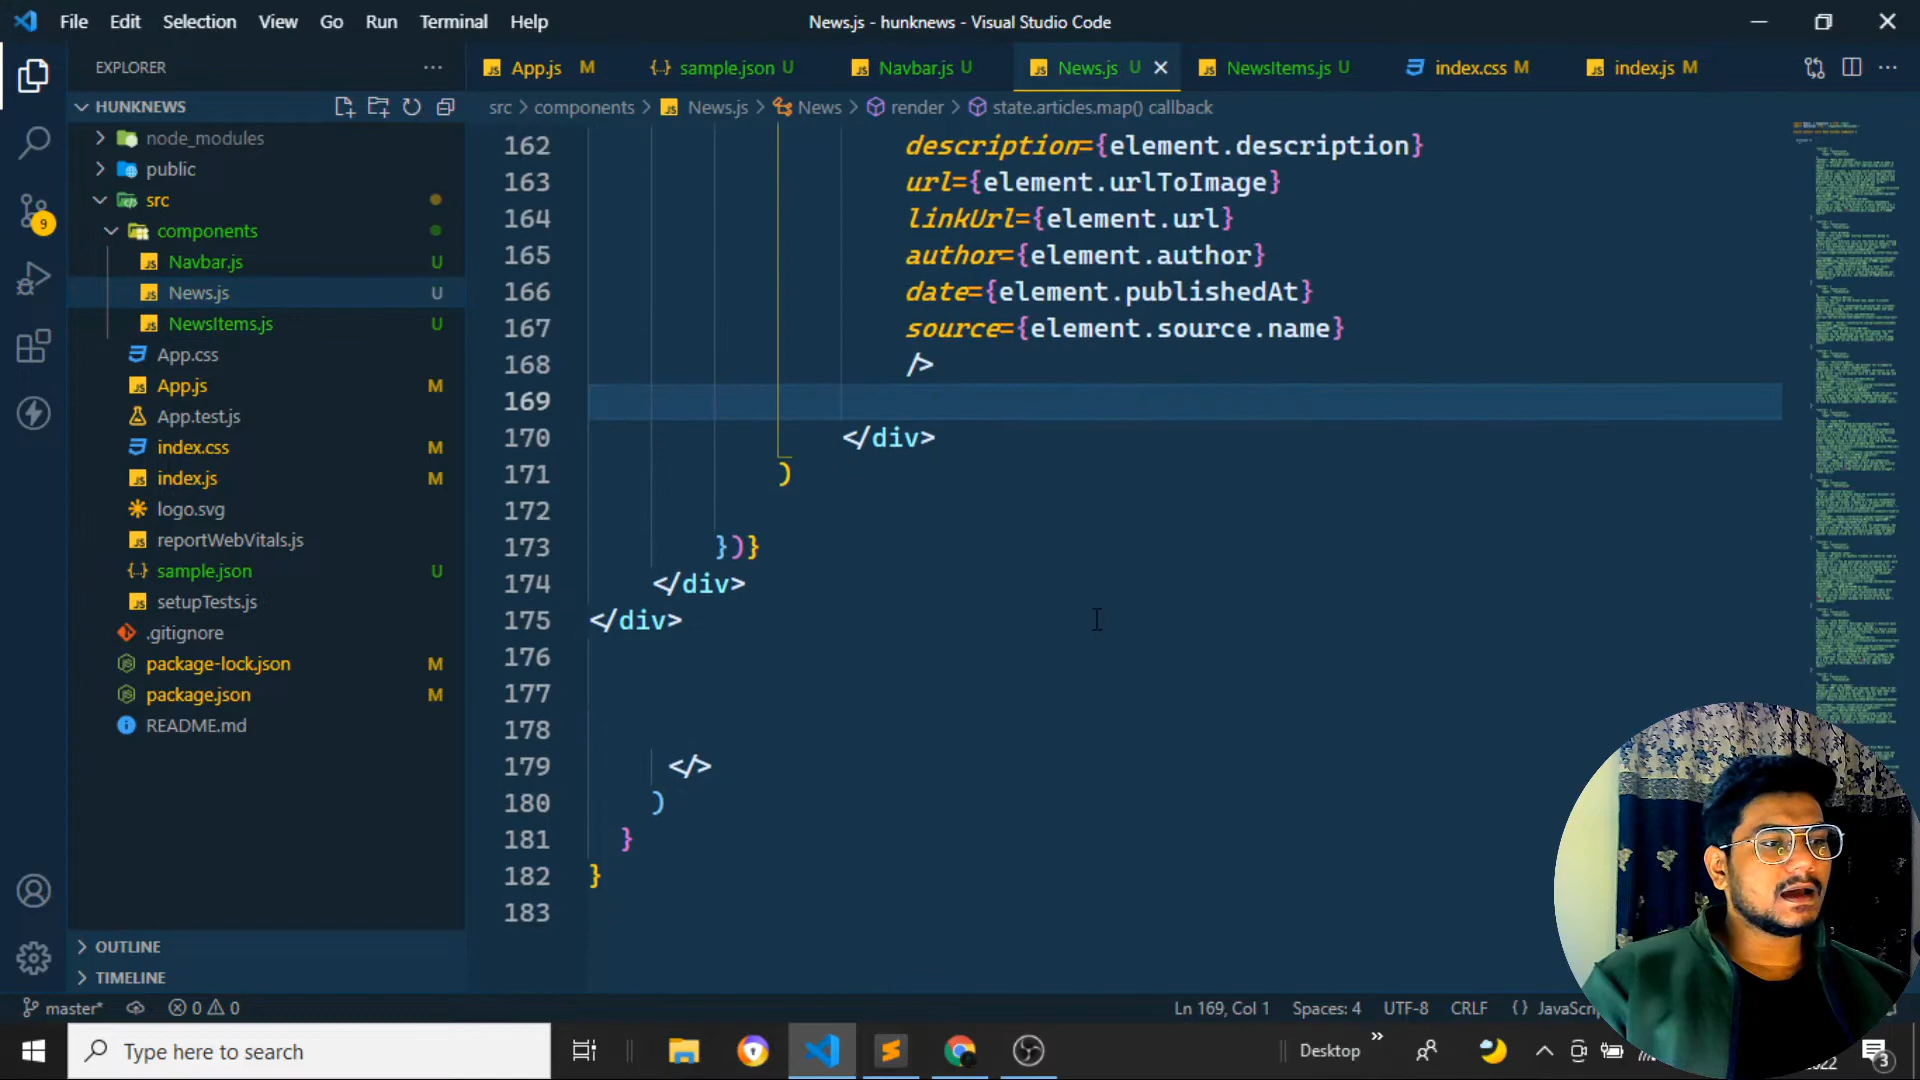 File Edit Selection View Go Run Terminal Help
News.js - hunknews - Visual Studio Code
EXPLORER
App.js M
sample.json U
Navbar.js U
News.js U
NewsItems.js U
index.css M
index.js M
HUNKNEWS
src > components > News.js > News > render > state.articles.map() callback
node_modules
public
src
components
Navbar.js U
News.js U
NewsItems.js U
App.css
App.js M
App.test.js
index.css M
index.js M
logo.svg
reportWebVitals.js
sample.json U
setupTests.js
.gitignore
package-lock.json M
package.json M
README.md
OUTLINE
TIMELINE
9
162 description={element.description}
163 url={element.urlToImage}
164 linkUrl={element.url}
165 author={element.author}
166 date={element.publishedAt}
167 source={element.source.name}
168 />
169
170 </div>
171 )
172
173 })}
174 </div>
175 </div>
176
177
178
179 </>
180 )
181 }
182 }
183
master* 0 0
Ln 169, Col 1 Spaces: 4 UTF-8 CRLF {}
Type here to search
Desktop
3